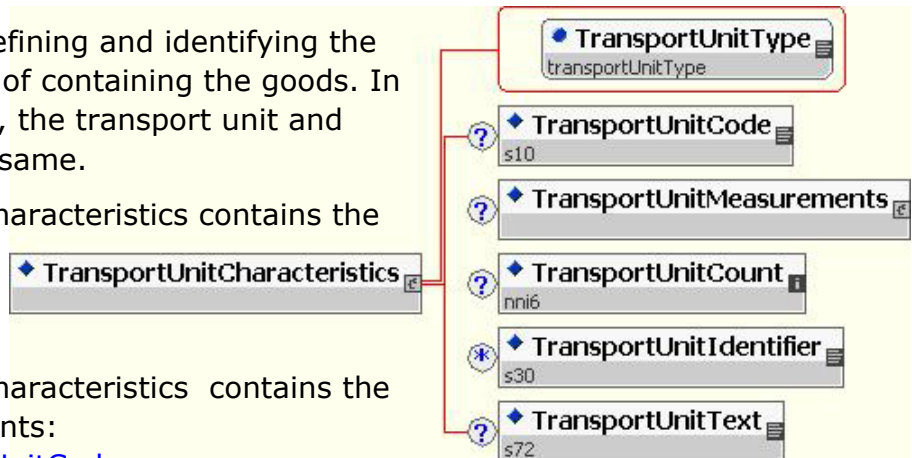 efining and identifying the
of containing the goods. In
, the transport unit and
same.
haracteristics contains the
haracteristics contains the
nts:
TransportUnitCharacteristics
TransportUnitType
transportUnitType
? TransportUnitCode
s10
? TransportUnitMeasurements
? TransportUnitCount
nni6
* TransportUnitIdentifier
s30
? TransportUnitText
s72